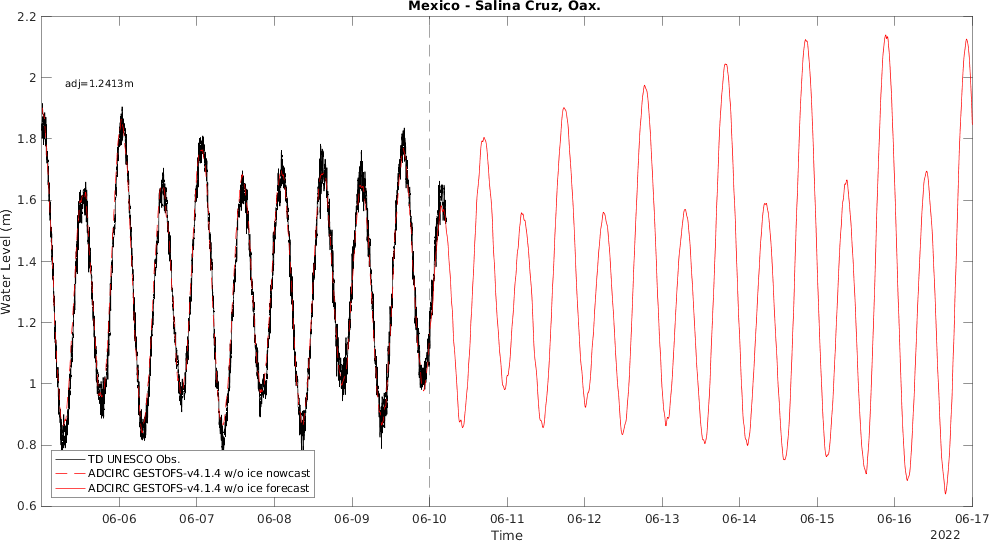 Mexico - Salina Cruz, Oax.
adj=1.2413m
Water Level (m)
2.2
2
1.8
1.6
1.4
1.2
1
0.8
0.6
TD UNESCO Obs.
ADCIRC GESTOFS-v4.1.4 w/o ice nowcast
ADCIRC GESTOFS-v4.1.4 w/o ice forecast
06-06 06-07 06-08 06-09 06-10 06-11 06-12 06-13 06-14 06-15 06-16 06-17
Time
2022